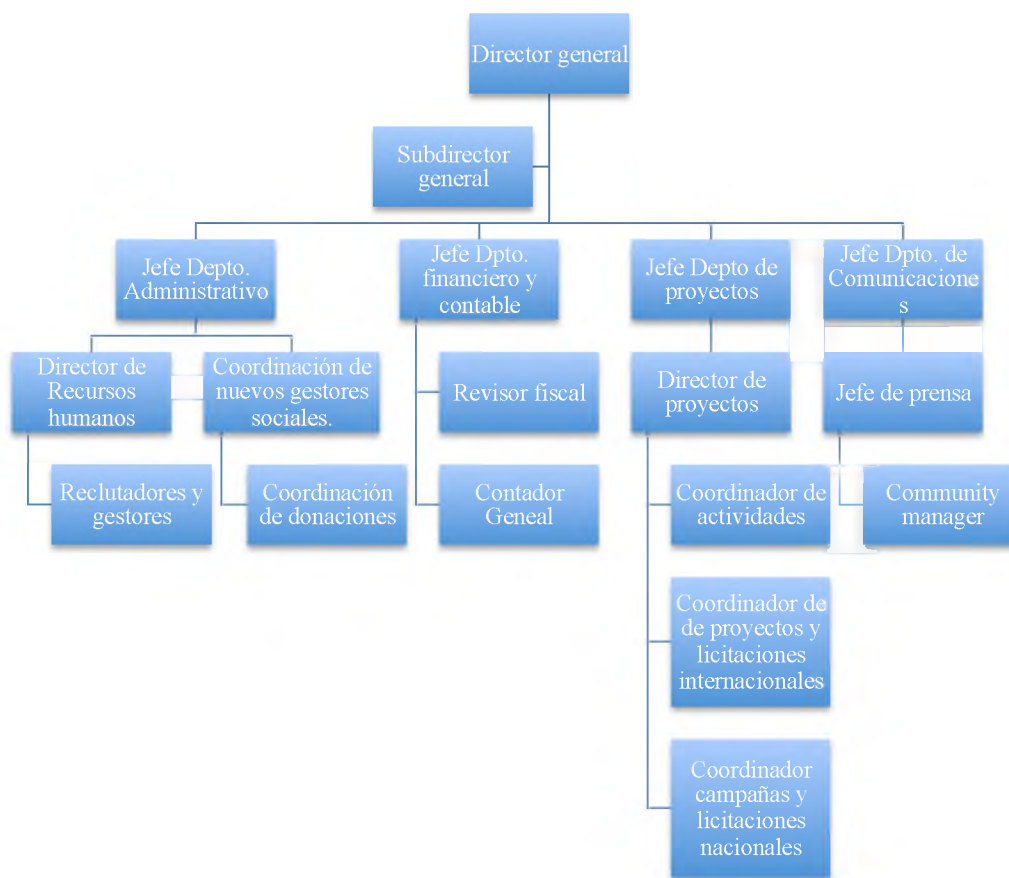 Director general
Subdirector
general
Jefe Depto.
Administrativo
Jefe Dpto.
financiero y
contable
Jefe Depto de
proyectos
Jefe Dpto. de
Comunicacione
s
Director de
Recursos
humanos
Coordinación de
nuevos gestores
sociales.
Revisor fiscal
Director de
proyectos
Jefe de prensa
Reclutadores y
gestores
Coordinación
de donaciones
Contador
Geneal
Coordinador de
actividades
Community
manager
Coordinador de
de proyectos y
licitaciones
internacionales
Coordinador
campañas y
licitaciones
nacionales